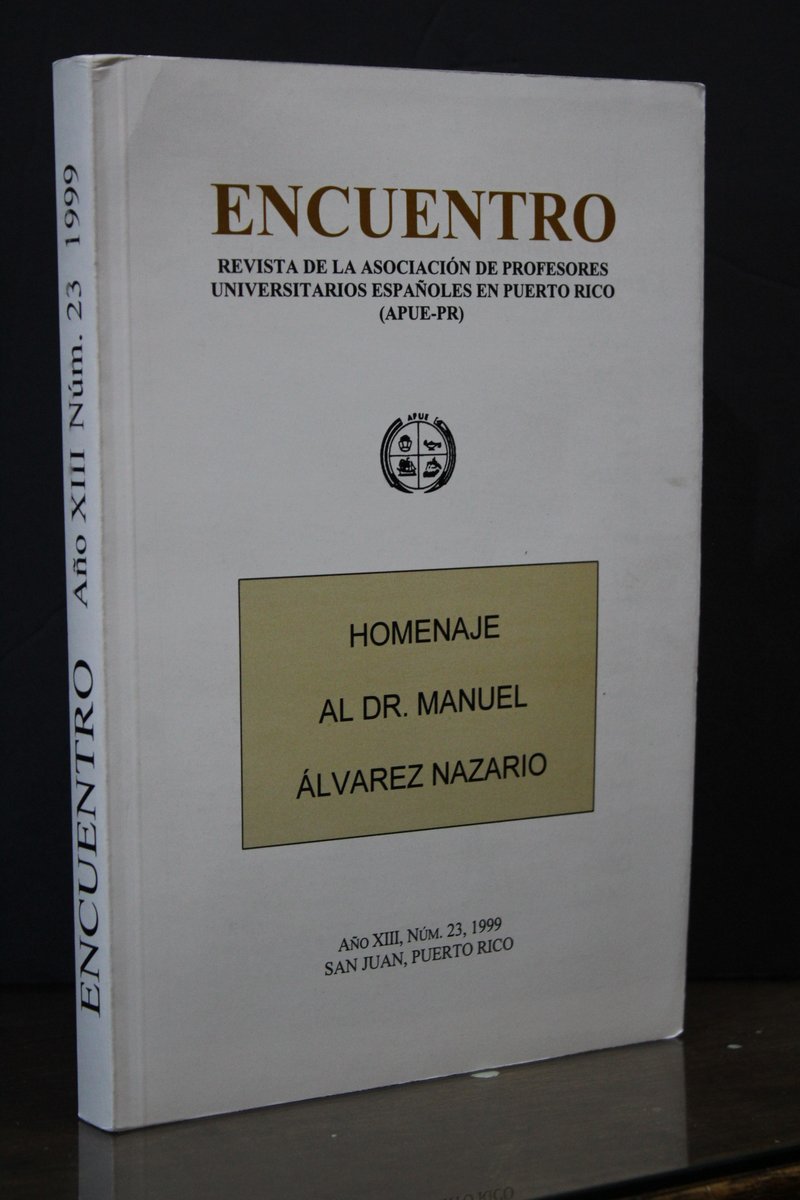 ENCUENTRO
REVISTA DE LA ASOCIACIÓN DE PROFESORES
UNIVERSITARIOS ESPAÑOLES EN PUERTO RICO
(APUE-PR)
APUE
HOMENAJE
AL DR. MANUEL
ÁLVAREZ NAZARIO
AÑO XIII, NÚM. 23, 1999
SAN JUAN, PUERTO RICO
ENCUENTRO Año XIII Núm. 23 1999